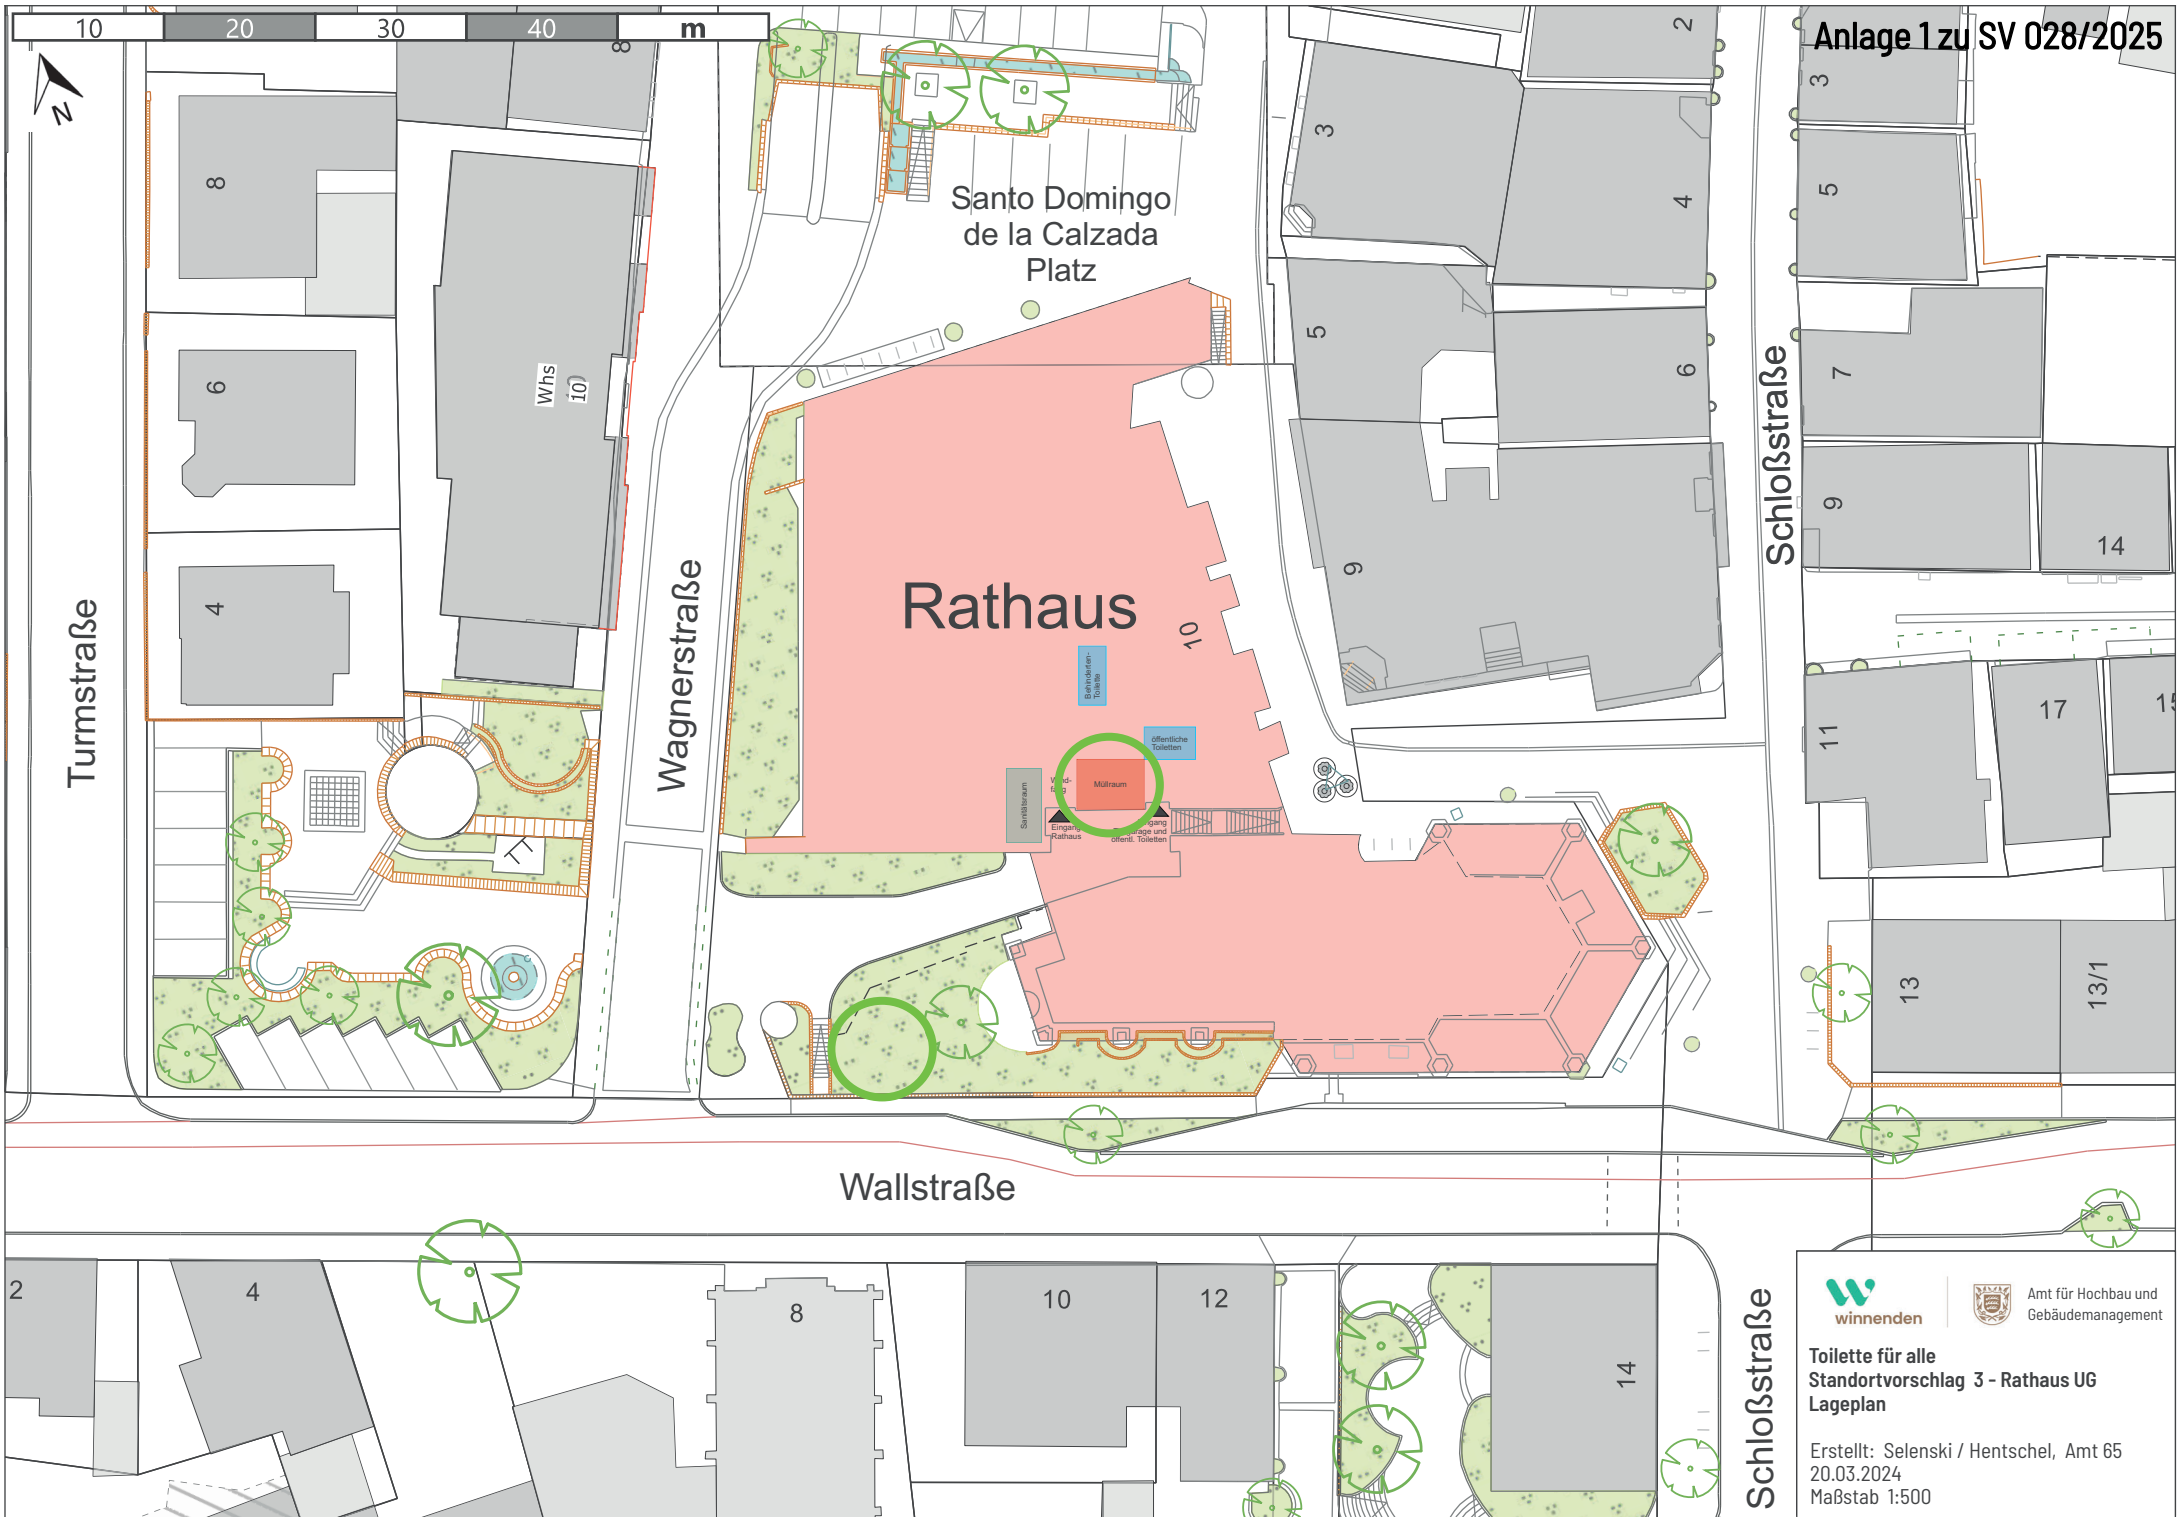 10 20 30 40 m
Anlage 1 zu SV 028/2025
N
8
8
6
4
Whs
10
Turmstraße
Wagnerstraße
Santo Domingo
de la Calzada
Platz
Rathaus
10
Behinderten-
Toilette
öffentliche
Toiletten
Müllraum
Sanitätsraum
Eingang
Rathaus
öffentl. Toiletten
3
5
9
2
4
6
Schloßstraße
3
5
7
9
14
11
17
15
13
13/1
Wallstraße
2
4
8
10
12
14
Schloßstraße
winnenden
Amt für Hochbau und
Gebäudemanagement
Toilette für alle
Standortvorschlag 3 - Rathaus UG
Lageplan
Erstellt: Selenski / Hentschel, Amt 65
20.03.2024
Maßstab 1:500